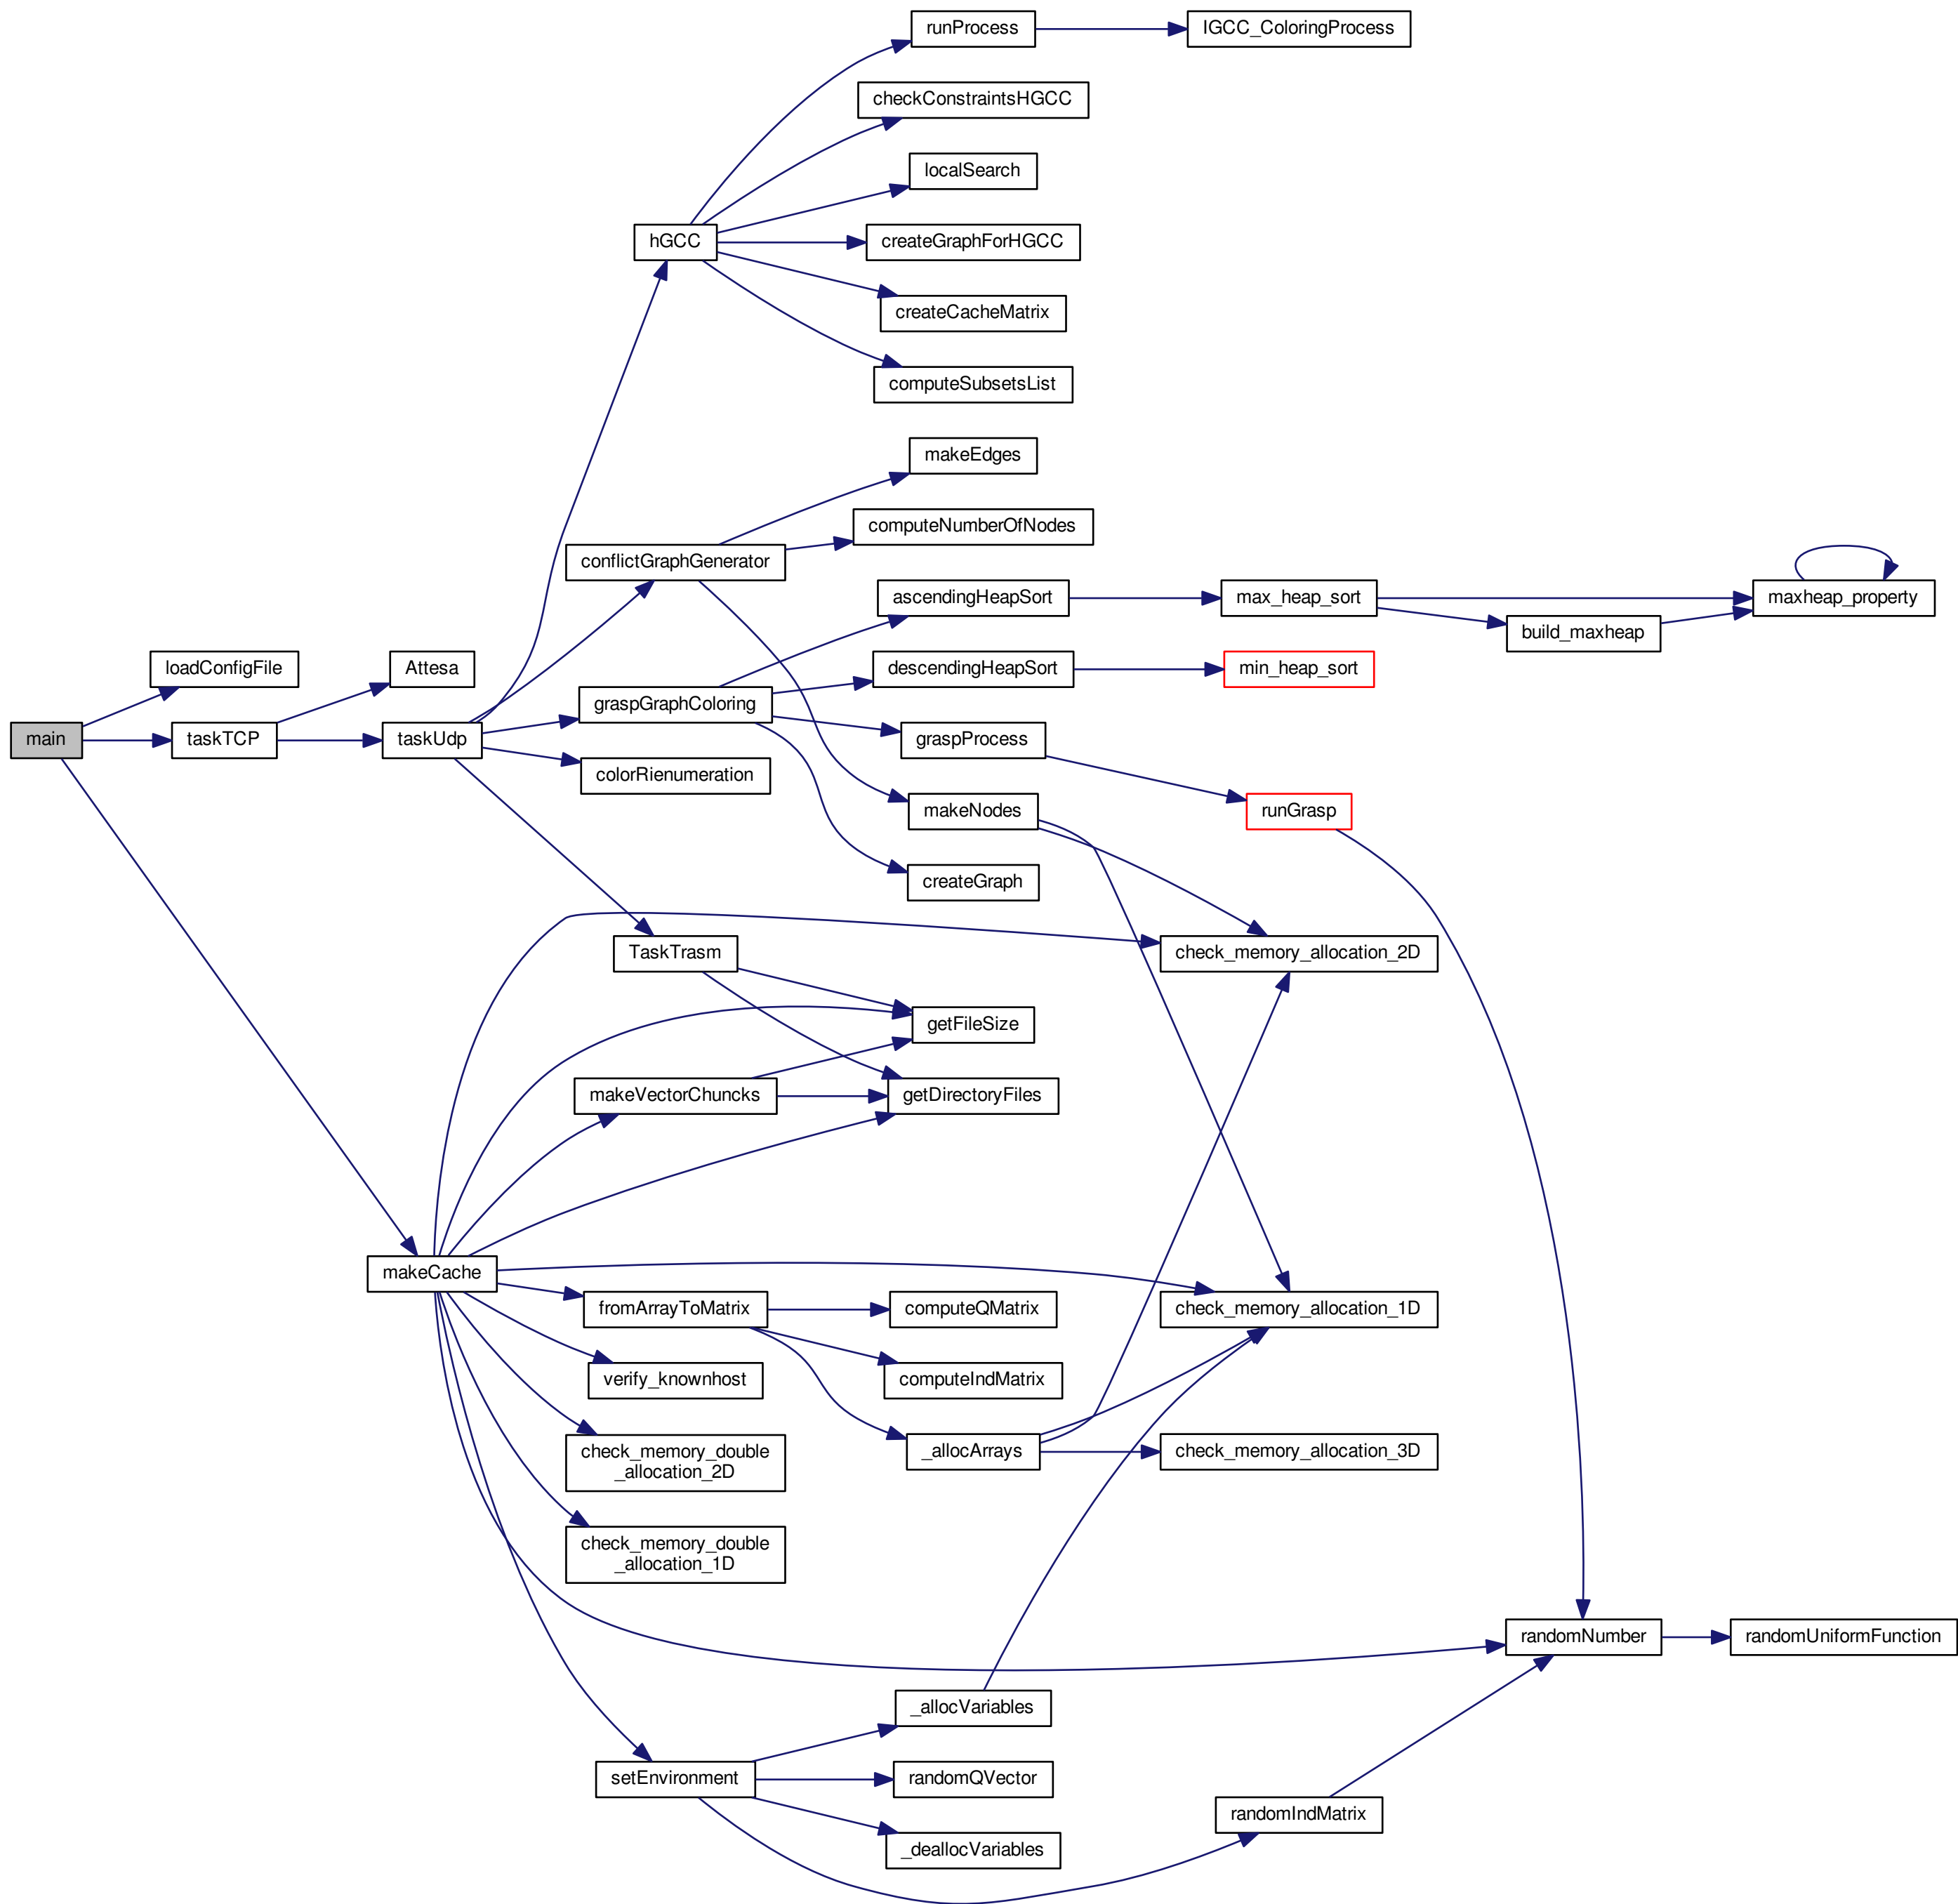 runProcess
IGCC_ColoringProcess
checkConstraintsHGCC
localSearch
hGCC
createGraphForHGCC
createCacheMatrix
computeSubsetsList
makeEdges
computeNumberOfNodes
conflictGraphGenerator
ascendingHeapSort
max_heap_sort
maxheap_property
build_maxheap
loadConfigFile
Attesa
descendingHeapSort
min_heap_sort
graspGraphColoring
main
taskTCP
taskUdp
graspProcess
colorRienumeration
makeNodes
runGrasp
createGraph
TaskTrasm
check_memory_allocation_2D
getFileSize
makeVectorChuncks
getDirectoryFiles
makeCache
fromArrayToMatrix
computeQMatrix
check_memory_allocation_1D
verify_knownhost
computeIndMatrix
check_memory_double
_allocation_2D
_allocArrays
check_memory_allocation_3D
check_memory_double
_allocation_1D
randomNumber
randomUniformFunction
_allocVariables
setEnvironment
randomQVector
randomIndMatrix
_deallocVariables